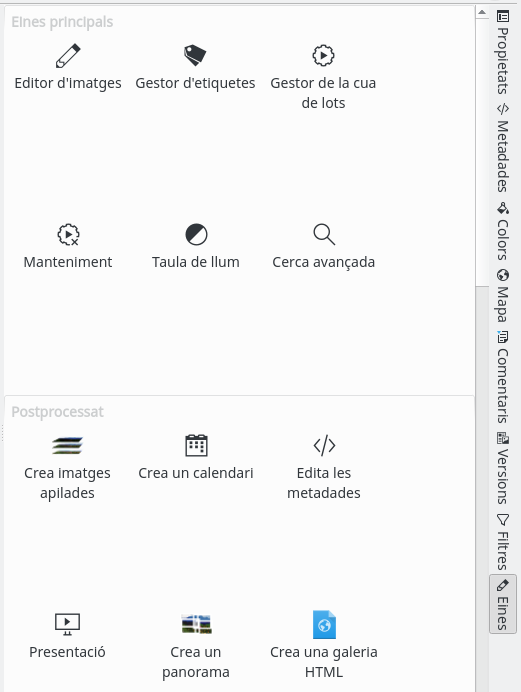 Eines principals
Editor d'imatges
Gestor d'etiquetes
Gestor de la cua
de lots
Manteniment
Taula de llum
Cerca avançada
Postprocessat
Crea imatges
apilades
Crea un calendari
Edita les
metadades
Presentació
Crea un
panorama
Crea una galeria
HTML
Propietats
Metadades
Colors
Mapa
Comentaris
Versions
Filtres
Eines